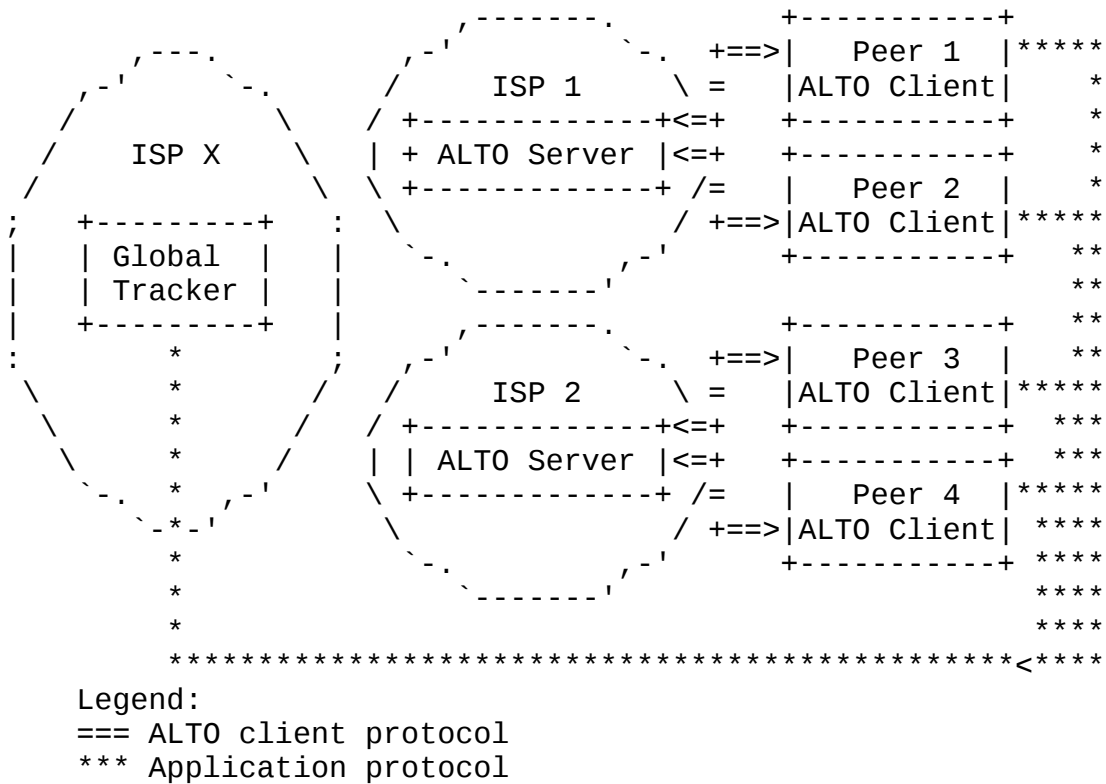 Peer 1
ISP 1 ALTO Client
ISP X ALTO Server
Peer 2
ALTO Client
Global
Tracker
Peer 3
ISP 2 ALTO Client
ALTO Server
Peer 4
ALTO Client
Legend:
=== ALTO client protocol
*** Application protocol